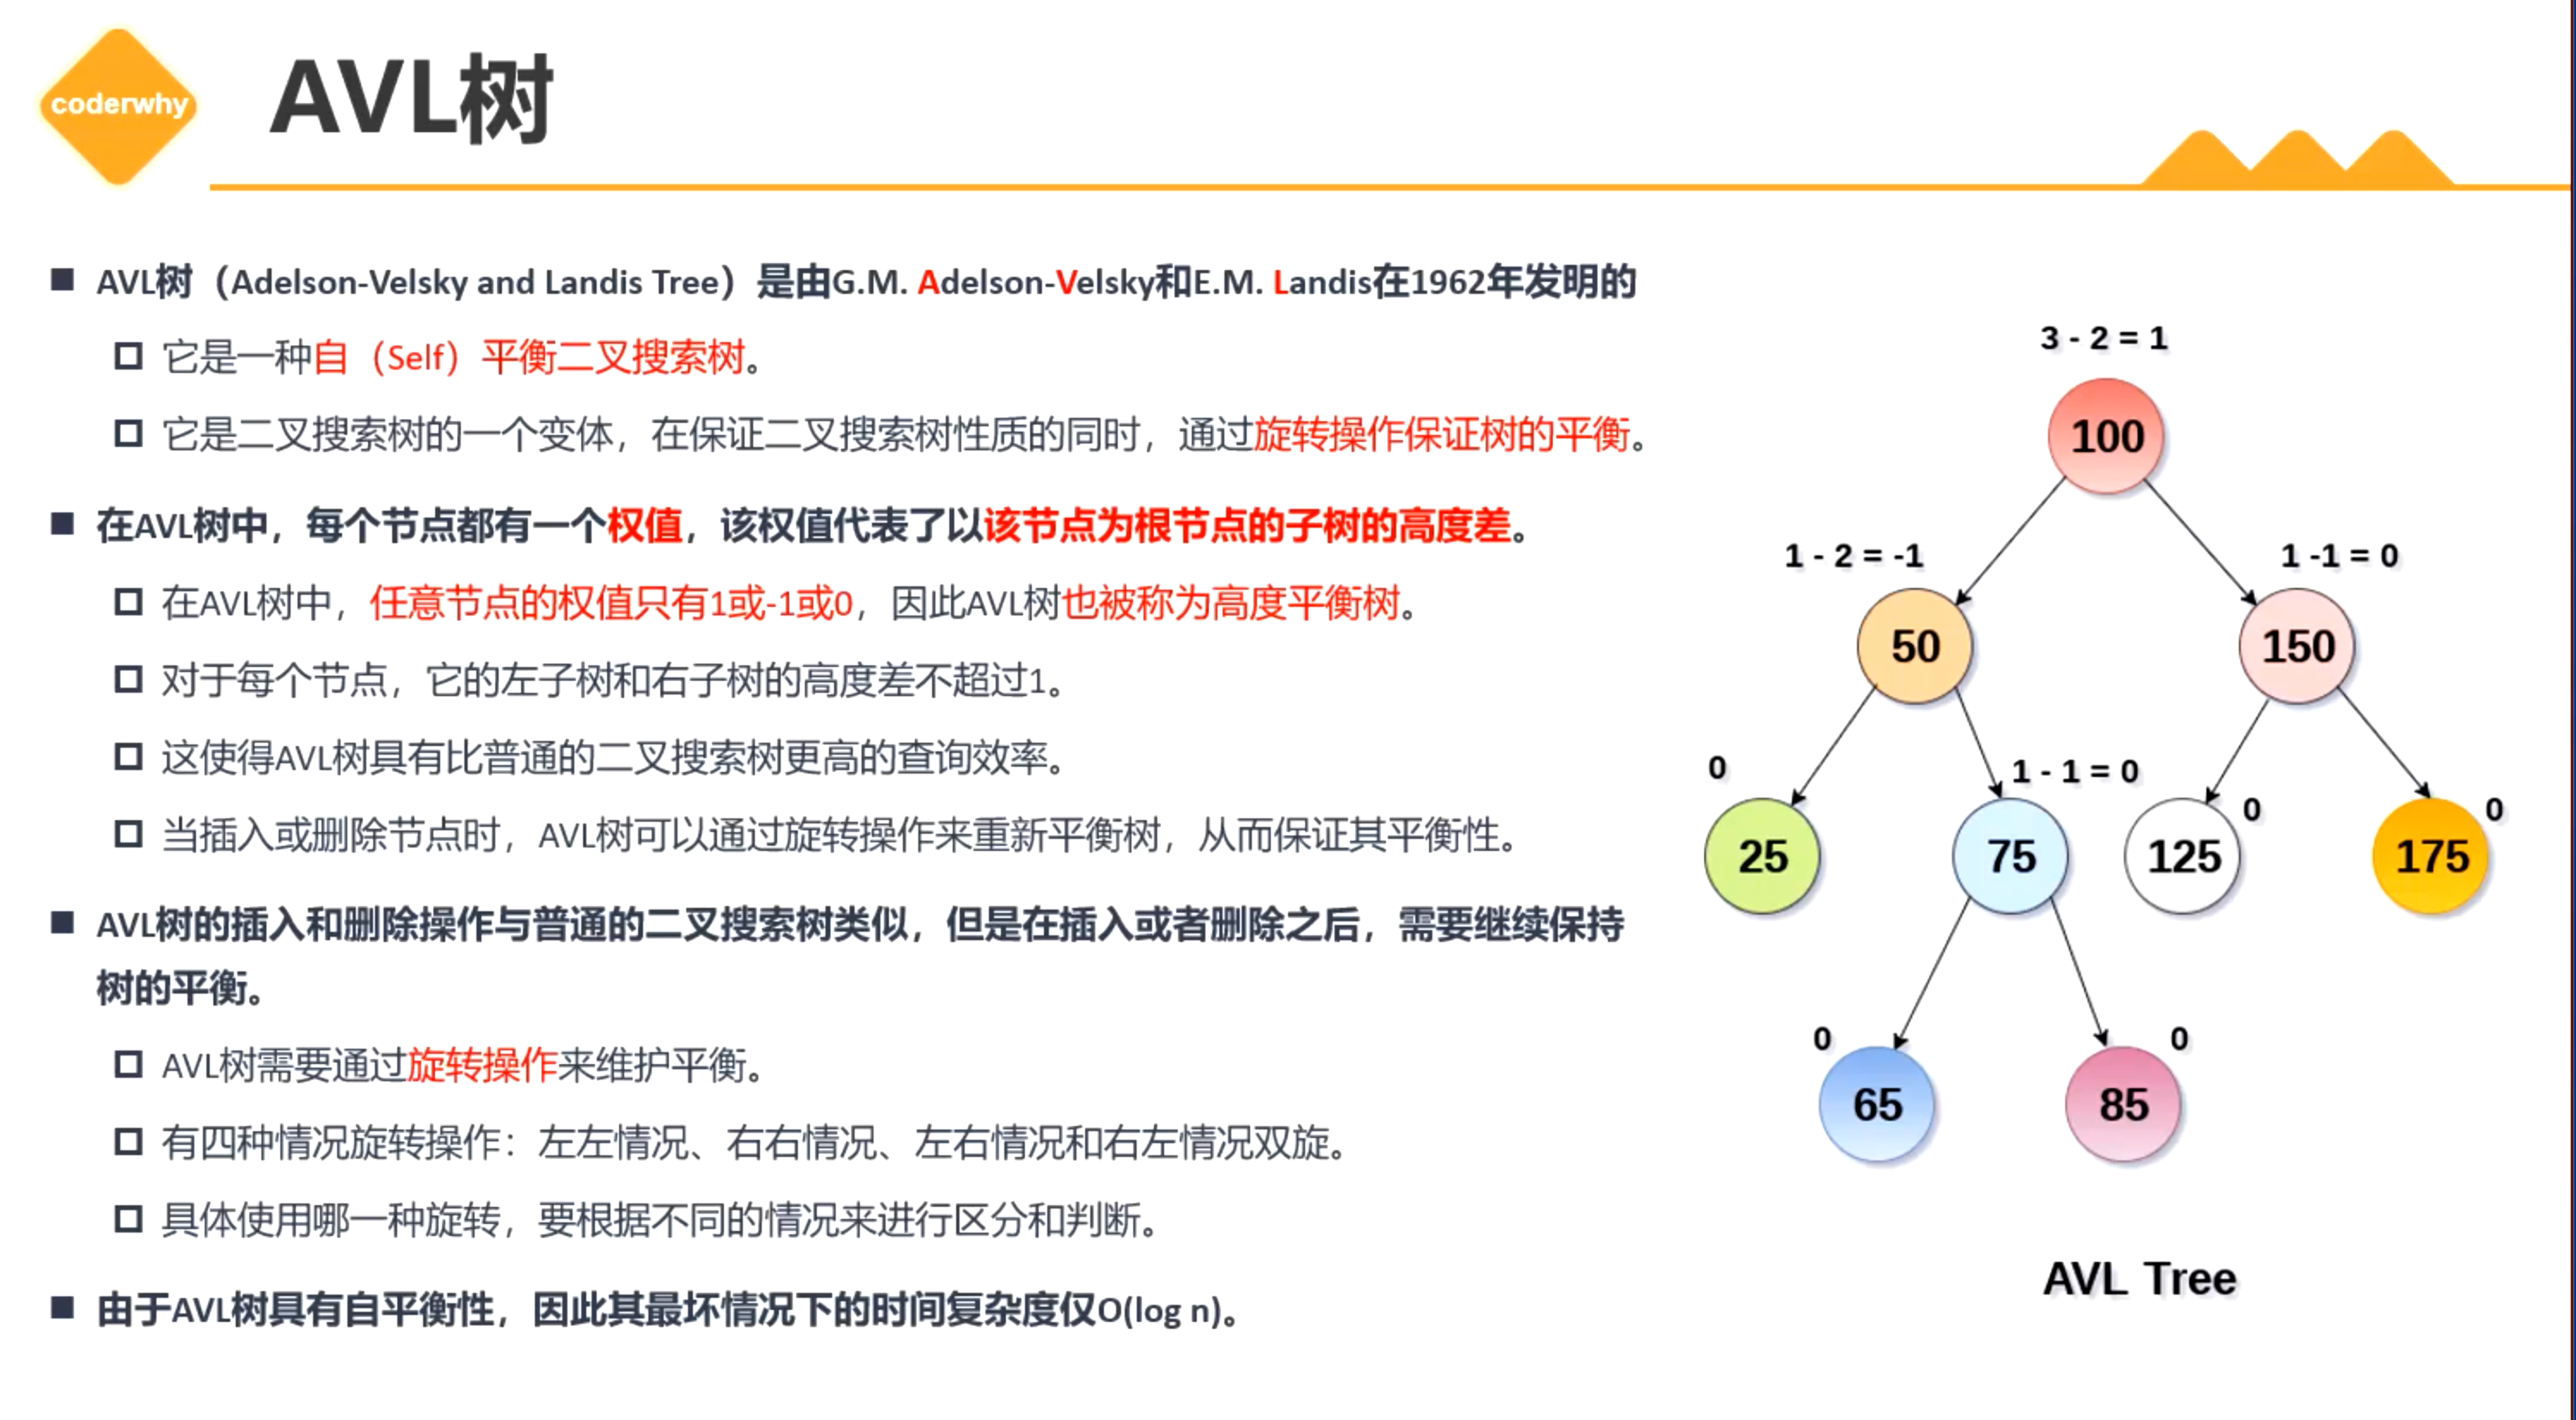 coderwhy
AVL树
AVL树（Adelson-Velsky and Landis Tree）是由G.M. Adelson-Velsky和E.M. Landis在1962年发明的
它是一种自（Self）平衡二叉搜索树。
它是二叉搜索树的一个变体，在保证二叉搜索树性质的同时，通过旋转操作保证树的平衡。
在AVL树中，每个节点都有一个权值，该权值代表了以该节点为根节点的子树的高度差。
在AVL树中，任意节点的权值只有1或-1或0，因此AVL树也被称为高度平衡树。
对于每个节点，它的左子树和右子树的高度差不超过1。
这使得AVL树具有比普通的二叉搜索树更高的查询效率。
当插入或删除节点时，AVL树可以通过旋转操作来重新平衡树，从而保证其平衡性。
AVL树的插入和删除操作与普通的二叉搜索树类似，但是在插入或者删除之后，需要继续保持
树的平衡。
AVL树需要通过旋转操作来维护平衡。
有四种情况旋转操作：左左情况、右右情况、左右情况和右左情况双旋。
具体使用哪一种旋转，要根据不同的情况来进行区分和判断。
由于AVL树具有自平衡性，因此其最坏情况下的时间复杂度仅O(log n)。
3 - 2 = 1
100
1 - 2 = -1
1 -1 = 0
50
150
0
1 - 1 = 0
0
0
25
75
125
175
0
0
65
85
AVL Tree